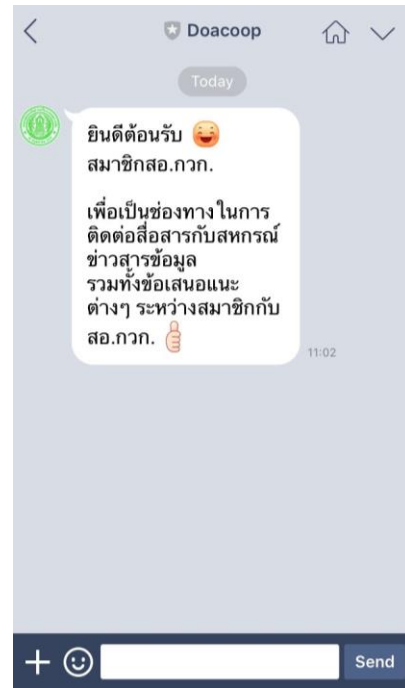 Doacoop
Today
ยินดีต้อนรับ
สมาชิกสอ.กวก.
เพื่อเป็นช่องทางในการ
ติดต่อสื่อสารกับสหกรณ์
ข่าวสารข้อมูล
รวมทั้งข้อเสนอแนะ
ต่างๆ ระหว่างสมาชิกกับ
สอ.กวก.
11:02
Send